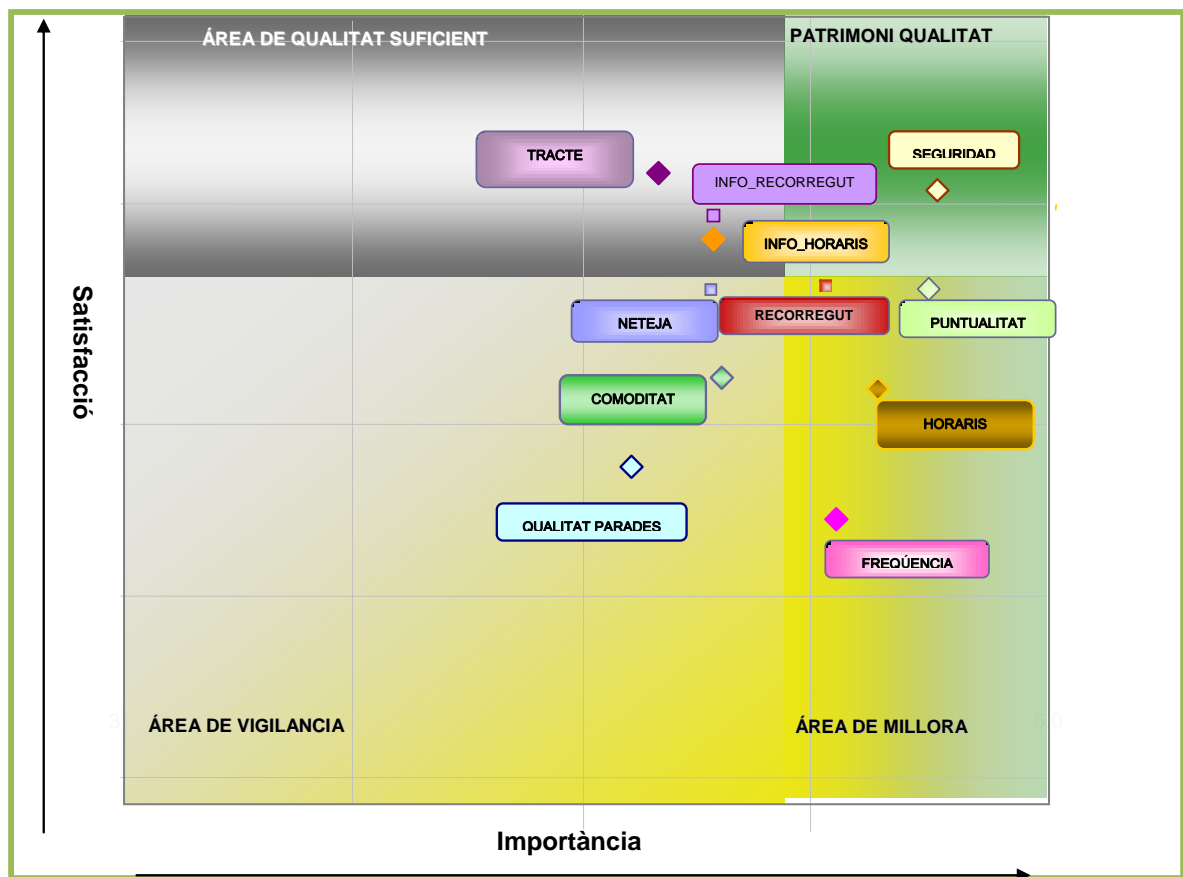 ÁREA DE QUALITAT SUFICIENT
PATRIMONI QUALITAT
TRACTE
SEGURIDAD
INFO_RECORREGUT
INFO_HORARIS
Satisfacció
NETEJA
RECORREGUT
PUNTUALITAT
COMODITAT
HORARIS
QUALITAT PARADES
FREQÚENCIA
ÁREA DE VIGILANCIA
ÁREA DE MILLORA
Importància